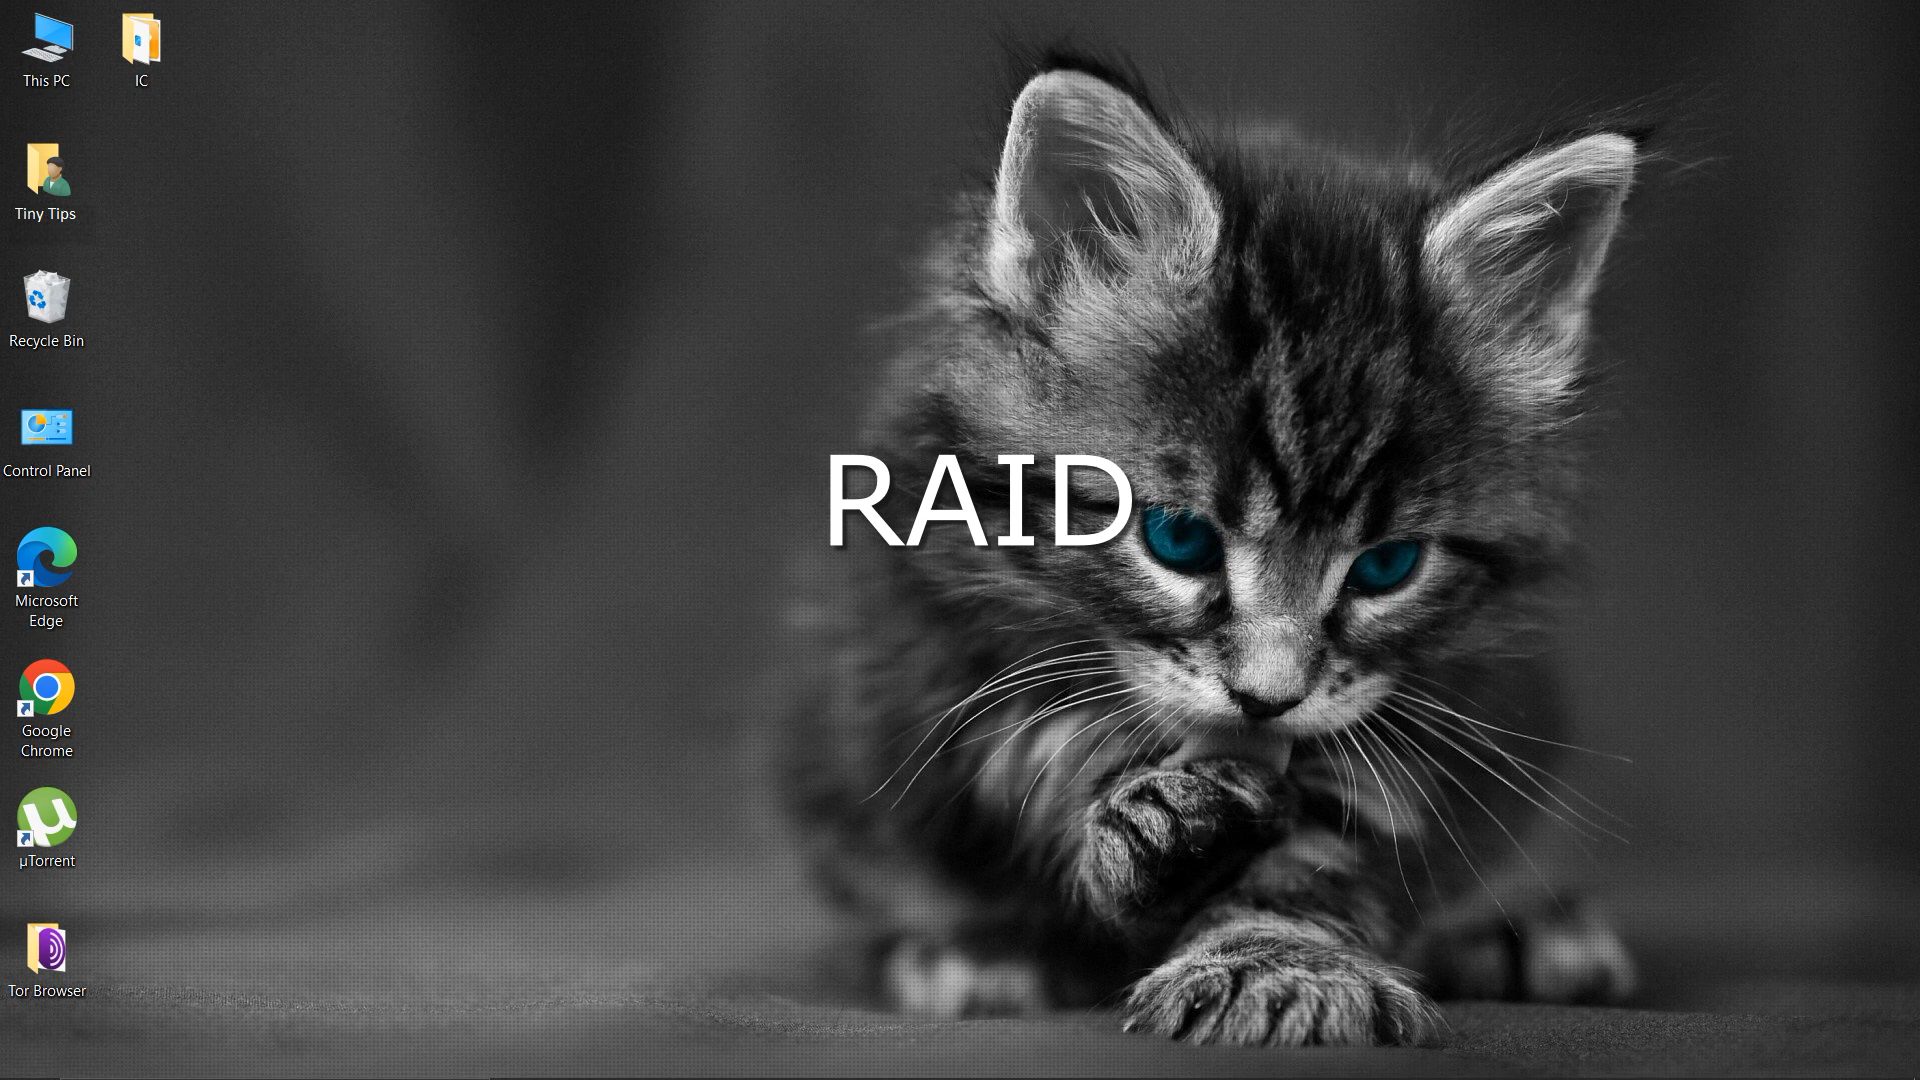 This PC
IC
Tiny Tips
Recycle Bin
Control Panel
Microsoft
Edge
Google
Chrome
µTorrent
Tor Browser
RAID